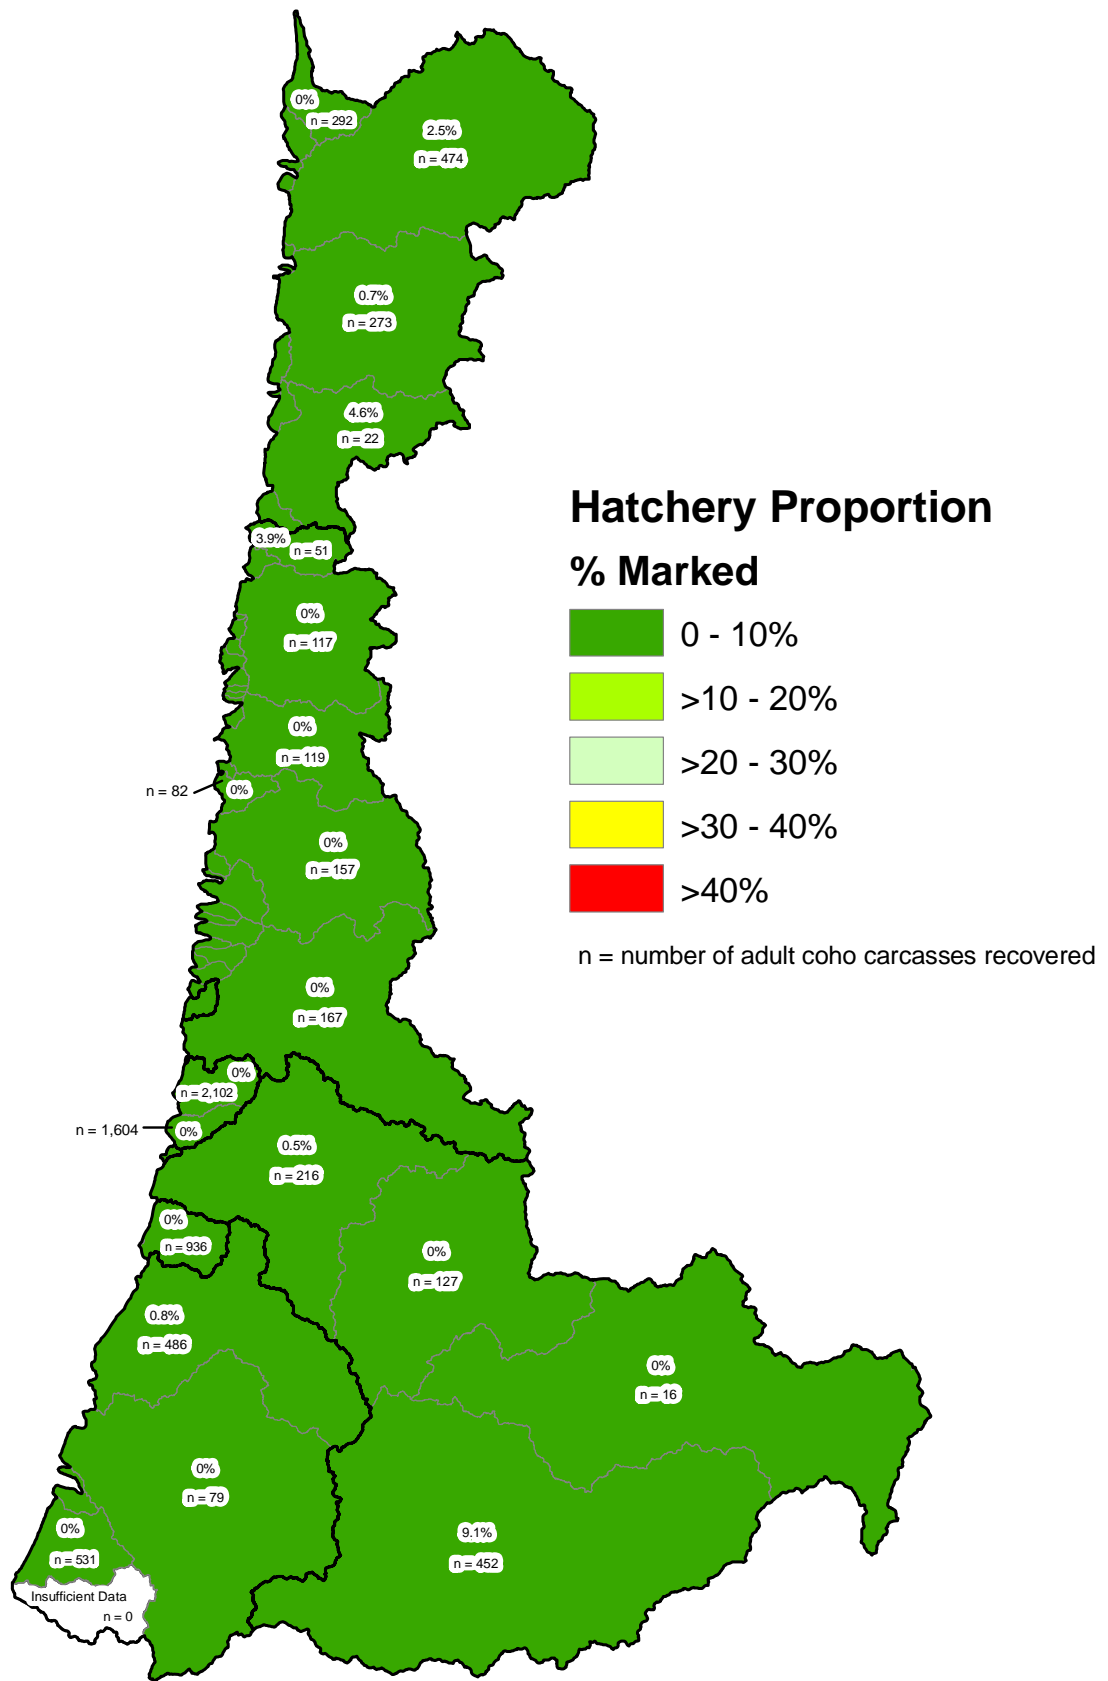 0%
n = 292
2.5%
n = 474
0.7%
n = 273
4.6%
n = 22
Hatchery Proportion
% Marked
0 - 10%
>10 - 20%
>20 - 30%
>30 - 40%
>40%
n = number of adult coho carcasses recovered
3.9%
n = 51
0%
n = 117
0%
n = 119
n = 82
0%
0%
n = 157
0%
n = 167
0%
n = 2,102
n = 1,604
0%
0.5%
n = 216
0%
n = 936
0%
n = 127
0.8%
n = 486
0%
n = 16
0%
n = 79
0%
n = 531
9.1%
n = 452
Insufficient Data
n = 0